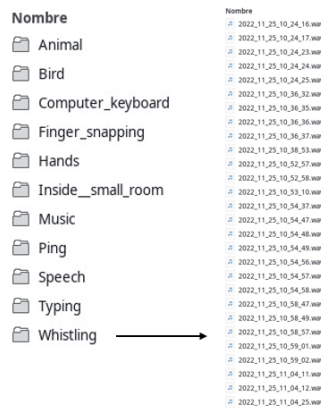 Nombre
Animal
Bird
Computer_keyboard
Finger_snapping
Hands
Inside__small_room
Music
Ping
Speech
Typing
Whistling
Nombre
2022_11_25_10_24_16.wav
2022_11_25_10_24_17.wav
2022_11_25_10_24_23.wav
2022_11_25_10_24_24.wav
2022_11_25_10_24_25.wav
2022_11_25_10_36_32.wav
2022_11_25_10_36_35.wav
2022_11_25_10_36_36.wav
2022_11_25_10_36_37.wav
2022_11_25_10_38_53.wav
2022_11_25_10_52_57.wav
2022_11_25_10_52_58.wav
2022_11_25_10_53_10.wav
2022_11_25_10_54_37.wav
2022_11_25_10_54_47.wav
2022_11_25_10_54_48.wav
2022_11_25_10_54_49.wav
2022_11_25_10_54_56.wav
2022_11_25_10_54_57.wav
2022_11_25_10_54_58.wav
2022_11_25_10_58_47.wav
2022_11_25_10_58_49.wav
2022_11_25_10_58_57.wav
2022_11_25_10_59_01.wav
2022_11_25_10_59_02.wav
2022_11_25_11_04_11.wav
2022_11_25_11_04_12.wav
2022_11_25_11_04_25.wav